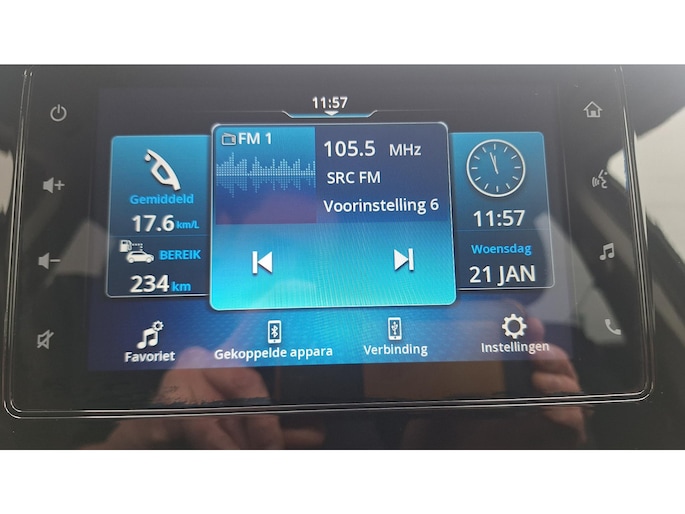 11:57
FM 1
105.5 MHz
SRC FM
Voorinstelling 6
Gemiddeld
17.6 km/L
BEREIK
234 km
11:57
Woensdag
21 JAN
Favoriet
Gekoppelde appara
Verbinding
Instellingen